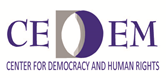 CEDEM
CENTER FOR DEMOCRACY AND HUMAN RIGHTS